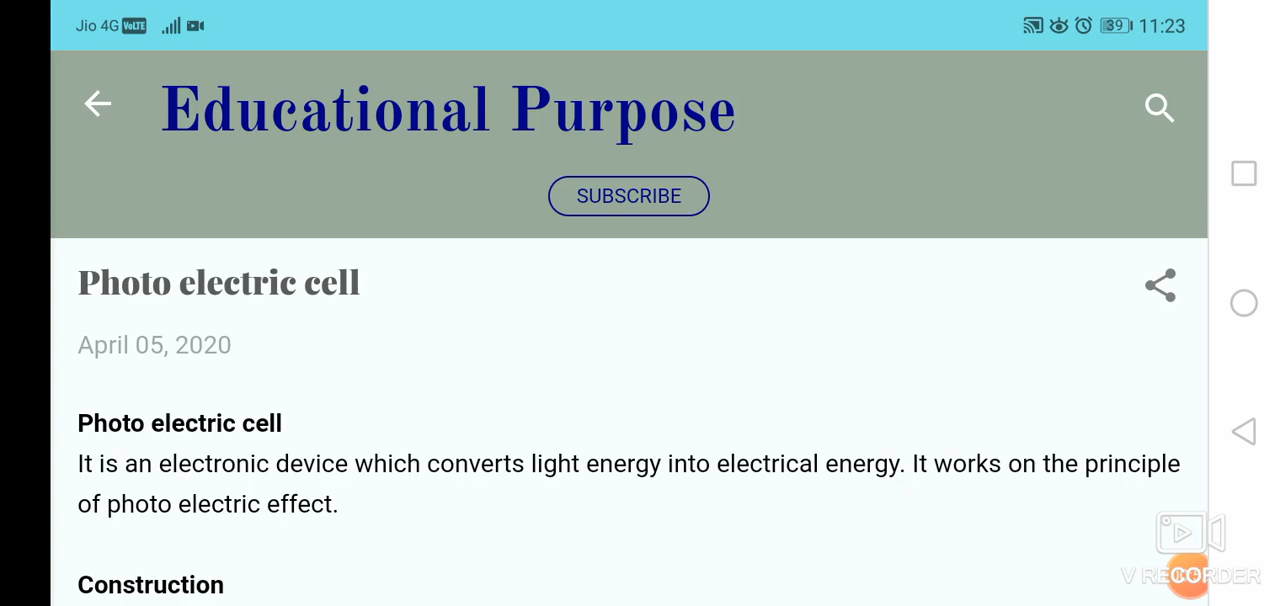 Jio 4G VoLTE 39 11:23
Educational Purpose
SUBSCRIBE
Photo electric cell
April 05, 2020
Photo electric cell
It is an electronic device which converts light energy into electrical energy. It works on the principle
of photo electric effect.
Construction
V RECORDER